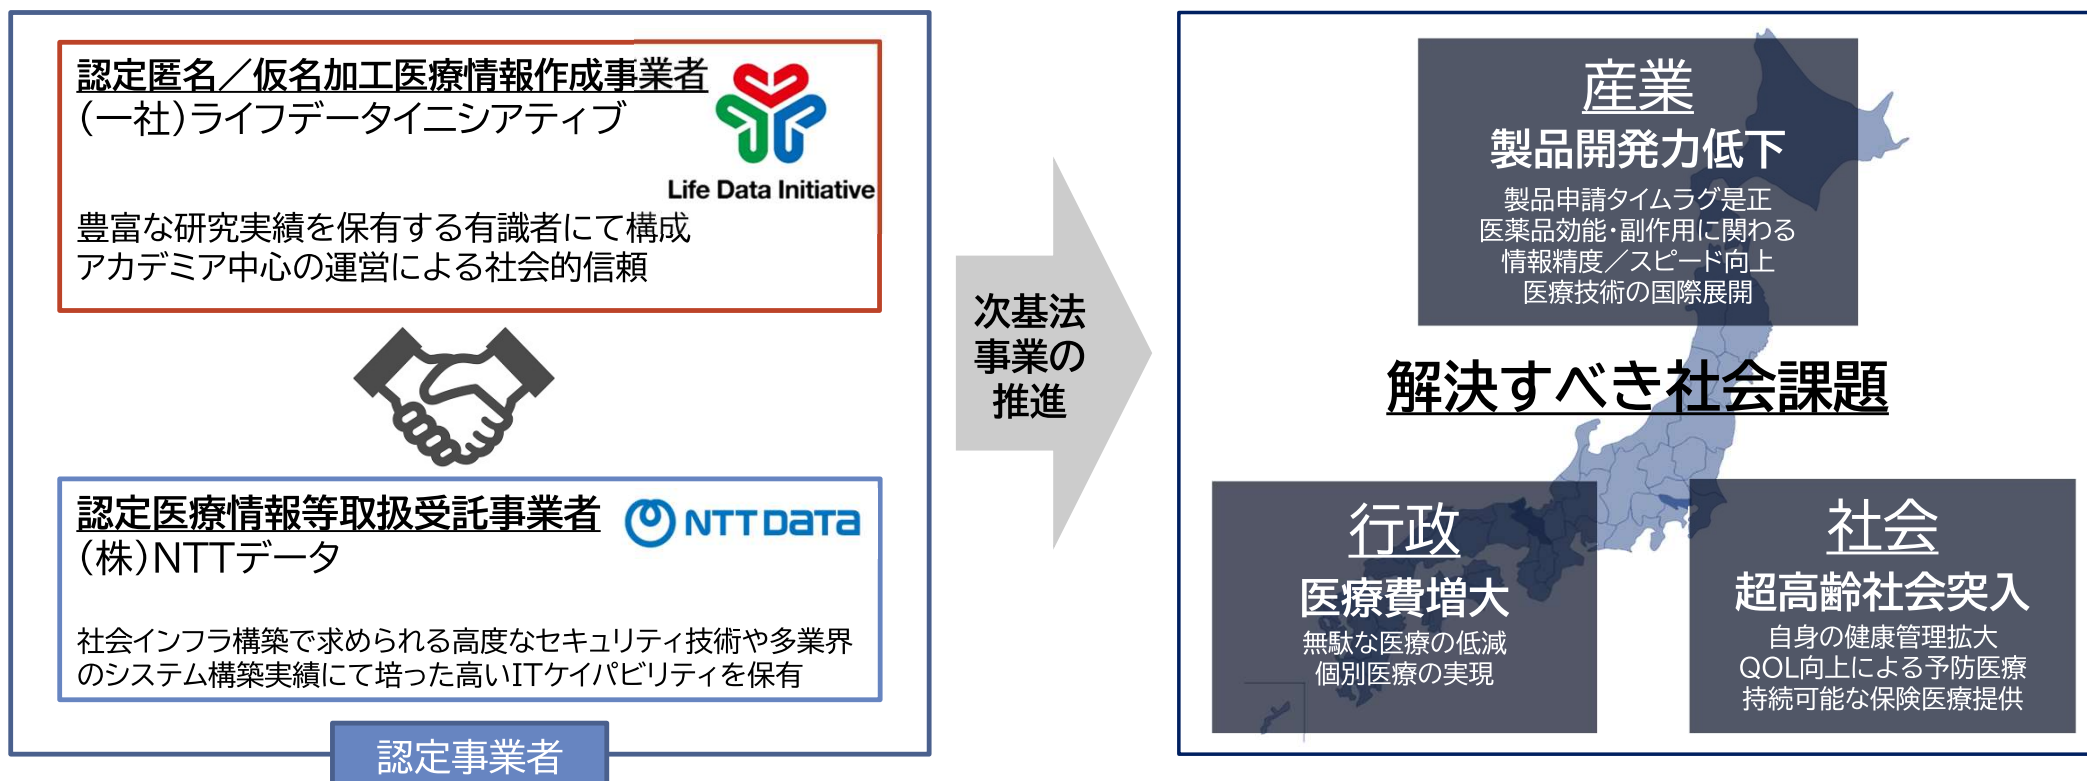 認定匿名／仮名加工医療情報作成事業者
(一社)ライフデータイニシアティブ
Life Data Initiative
豊富な研究実績を保有する有識者にて構成
アカデミア中心の運営による社会的信頼
認定医療情報等取扱受託事業者
NTT DATA
(株)NTTデータ
社会インフラ構築で求められる高度なセキュリティ技術や多業界
のシステム構築実績にて培った高いITケイパビリティを保有
認定事業者
次基法
事業の
推進
産業
製品開発力低下
製品申請タイムラグ是正
医薬品効能・副作用に関わる
情報精度／スピード向上
医療技術の国際展開
解決すべき社会課題
行政
医療費増大
無駄な医療の低減
個別医療の実現
社会
超高齢社会突入
自身の健康管理拡大
QOL向上による予防医療
持続可能な保険医療提供